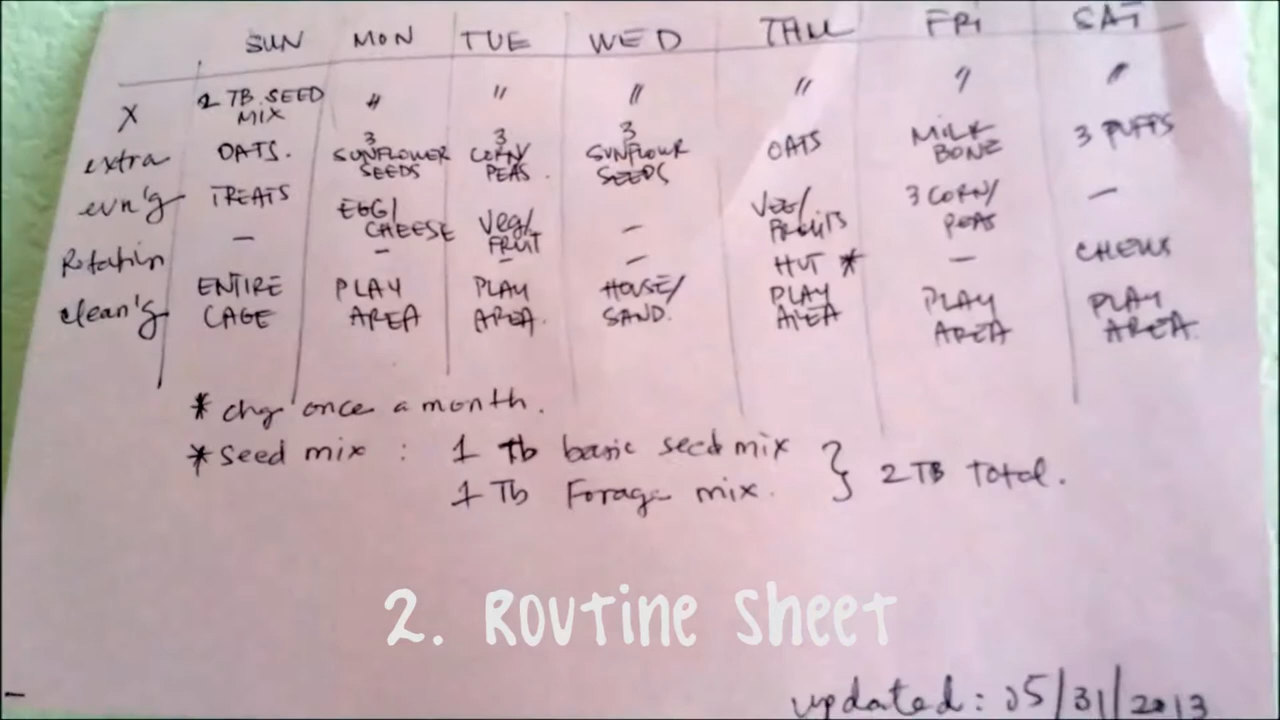 SUN MON TUE WED THU FRI SAT
X 2 TB. SEED MIX " " " " " "
extra OATS. 3 SUNFLOWER SEEDS 3 CORN/ PEAS. 3 SUNFLOUR SEEDS OATS MILK BONE 3 PUFFS
evn'g TREATS EGG/ CHEESE Veg/ FRUIT — VEG/ FRUITS 3 CORN/ PEAS —
Rotation — — — — HUT * — CHEWS
clean'g ENTIRE CAGE PLAY AREA PLAY AREA. HOUSE/ SAND. PLAY AREA PLAY AREA PLAY AREA.
* chg once a month.
* Seed mix : 1 Tb basic seed mix } 2 TB Total.
1 Tb Forage mix.
2. Routine Sheet
updated: 05/31/2013